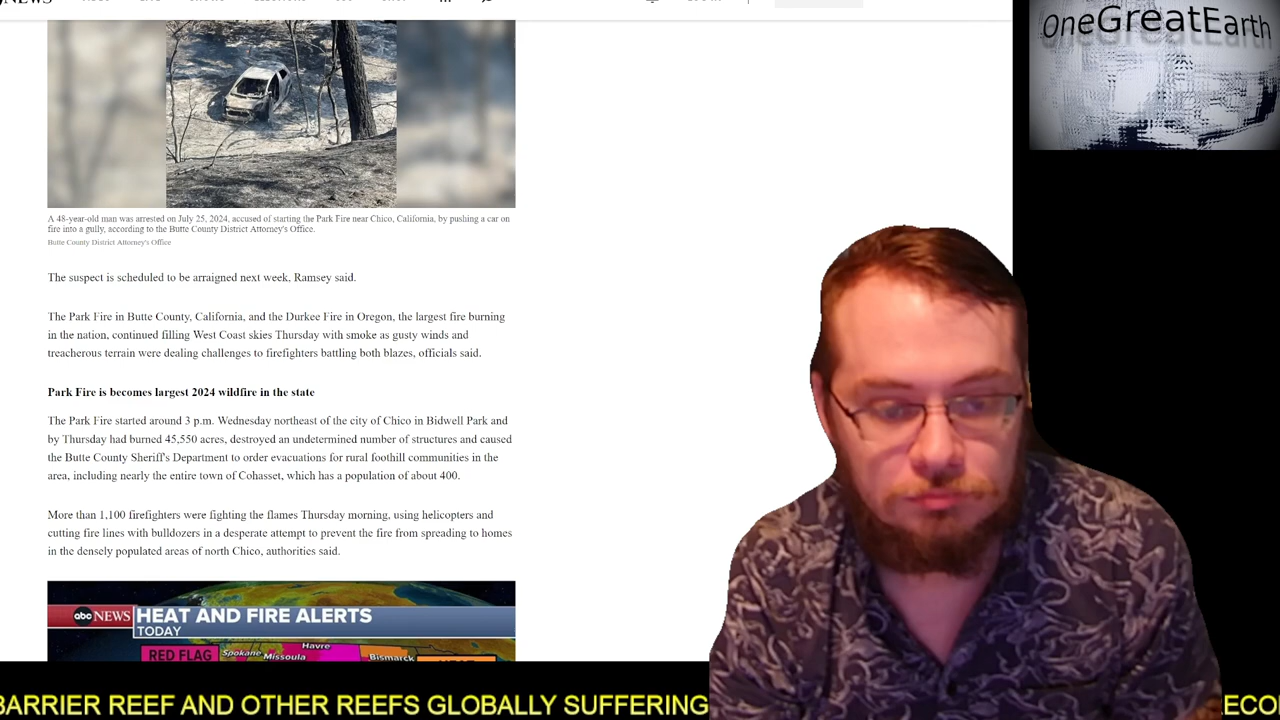 NEWS
OneGreatEarth
A 48-year-old man was arrested on July 25, 2024, accused of starting the Park Fire near Chico, California, by pushing a car on
fire into a gully, according to the Butte County District Attorney's Office.
Butte County District Attorney's Office
The suspect is scheduled to be arraigned next week, Ramsey said.
The Park Fire in Butte County, California, and the Durkee Fire in Oregon, the largest fire burning
in the nation, continued filling West Coast skies Thursday with smoke as gusty winds and
treacherous terrain were dealing challenges to firefighters battling both blazes, officials said.
Park Fire is becomes largest 2024 wildfire in the state
The Park Fire started around 3 p.m. Wednesday northeast of the city of Chico in Bidwell Park and
by Thursday had burned 45,550 acres, destroyed an undetermined number of structures and caused
the Butte County Sheriff's Department to order evacuations for rural foothill communities in the
area, including nearly the entire town of Cohasset, which has a population of about 400.
More than 1,100 firefighters were fighting the flames Thursday morning, using helicopters and
cutting fire lines with bulldozers in a desperate attempt to prevent the fire from spreading to homes
in the densely populated areas of north Chico, authorities said.
abc NEWS HEAT AND FIRE ALERTS
TODAY
RED FLAG Spokane Missoula Havre Bismarck
BARRIER REEF AND OTHER REEFS GLOBALLY SUFFERING ECO